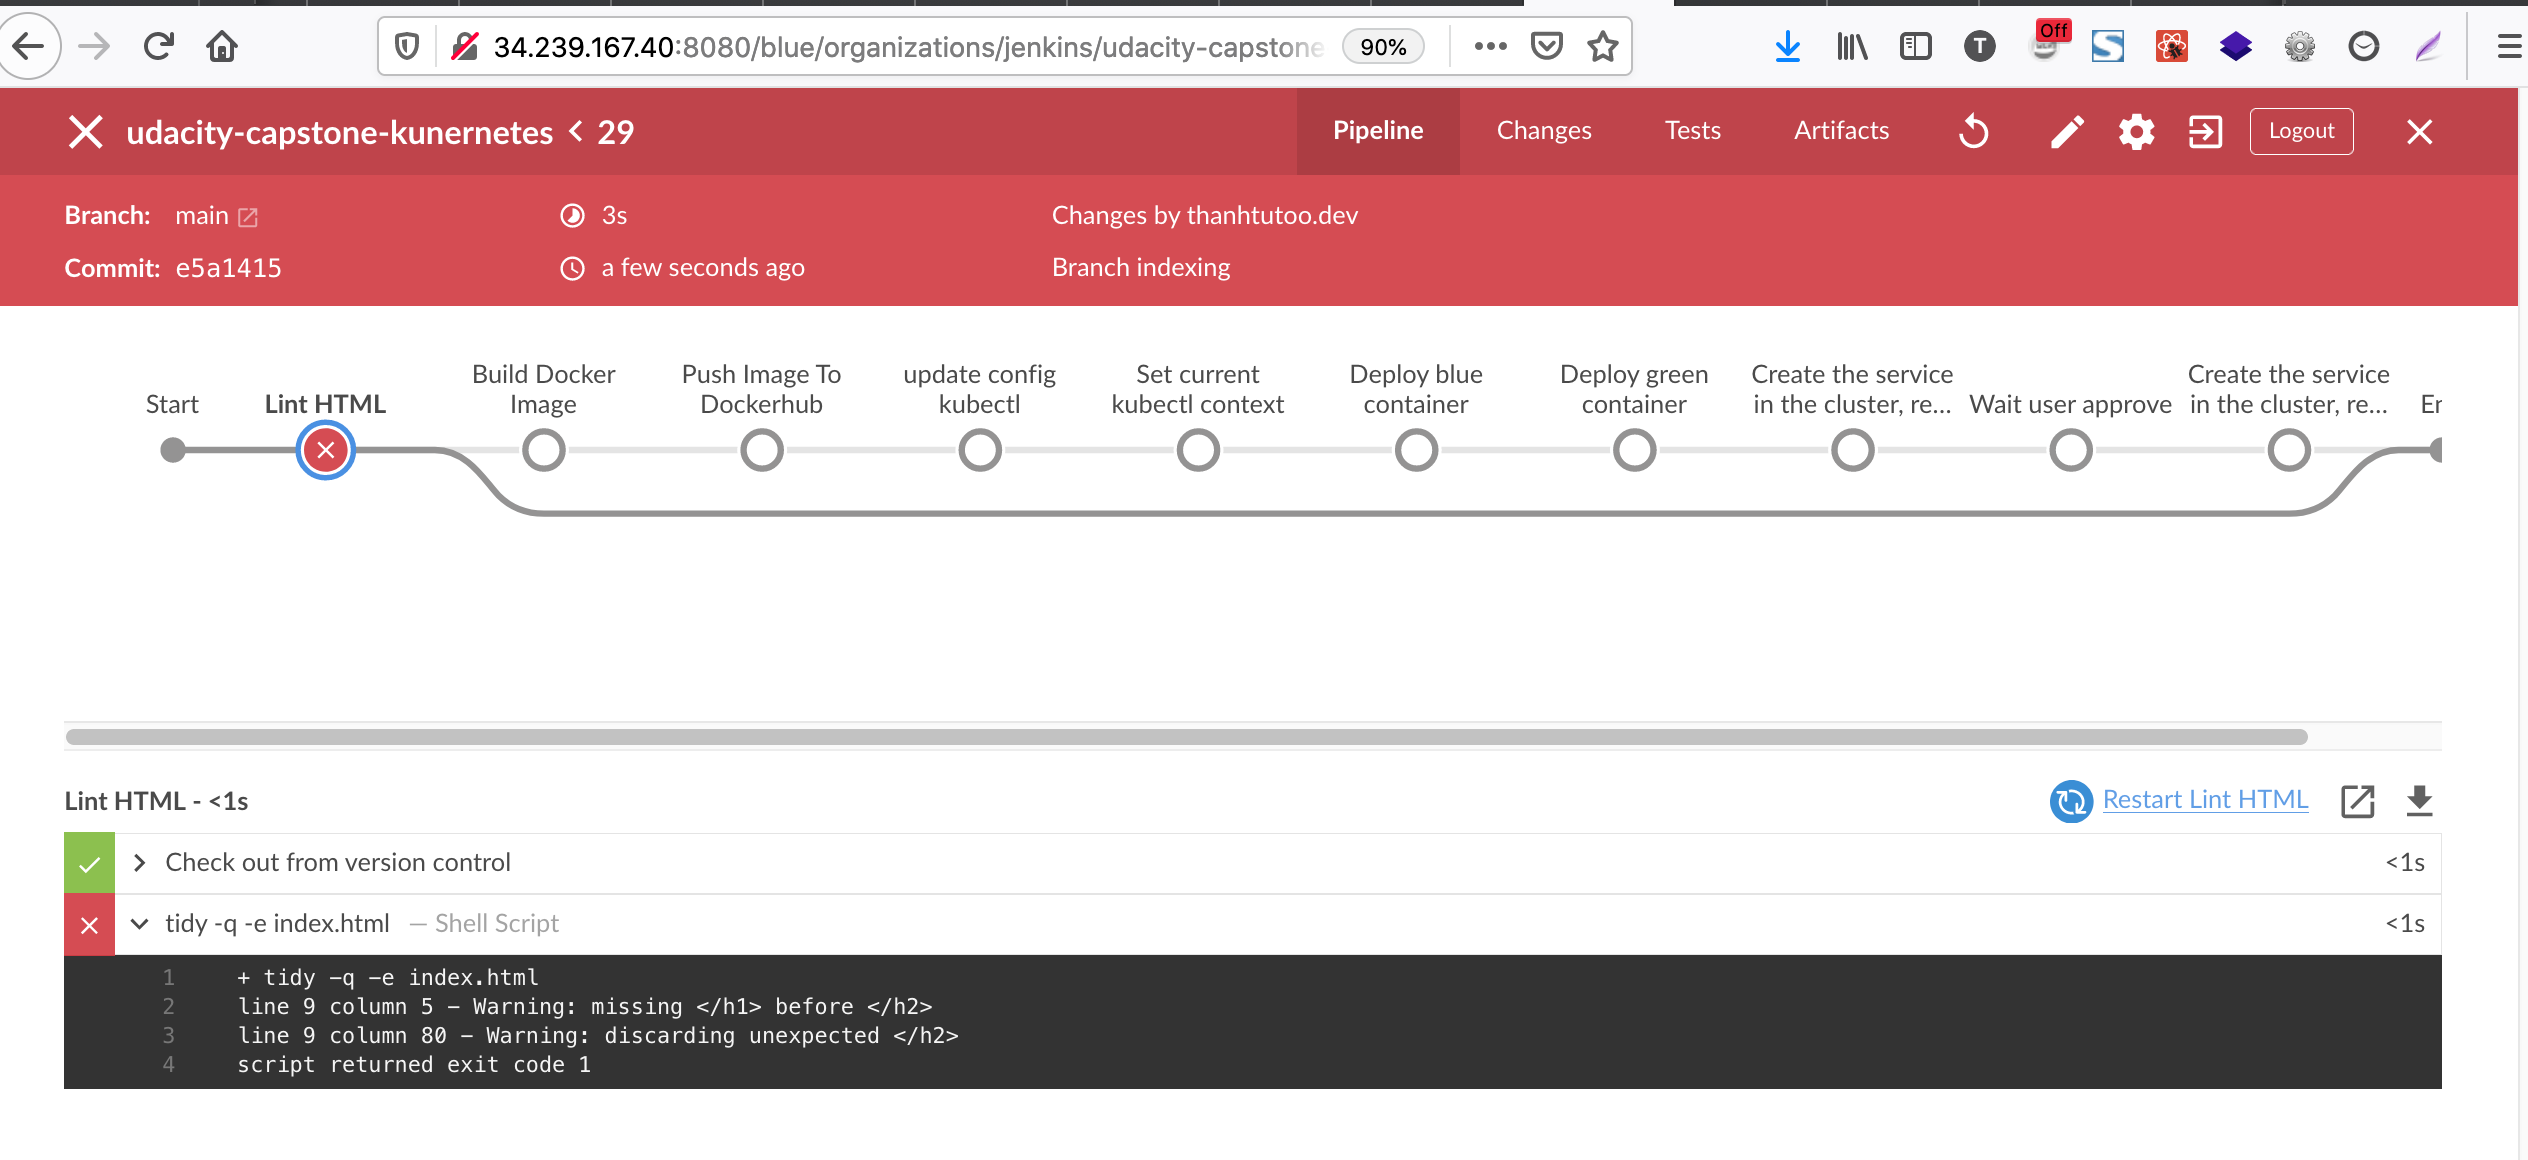 34.239.167.40:8080/blue/organizations/jenkins/udacity-capstone
90%
T
Off
S
udacity-capstone-kunernetes < 29
Pipeline
Changes
Tests
Artifacts
Logout
Branch: main
3s
Changes by thanhtutoo.dev
Commit: e5a1415
a few seconds ago
Branch indexing
Start
Lint HTML
Build Docker
Image
Push Image To
Dockerhub
update config
kubectl
Set current
kubectl context
Deploy blue
container
Deploy green
container
Create the service
in the cluster, re...
Wait user approve
Create the service
in the cluster, re...
Lint HTML - <1s
Restart Lint HTML
Check out from version control
<1s
tidy -q -e index.html — Shell Script
<1s
1 + tidy -q -e index.html
2 line 9 column 5 - Warning: missing </h1> before </h2>
3 line 9 column 80 - Warning: discarding unexpected </h2>
4 script returned exit code 1